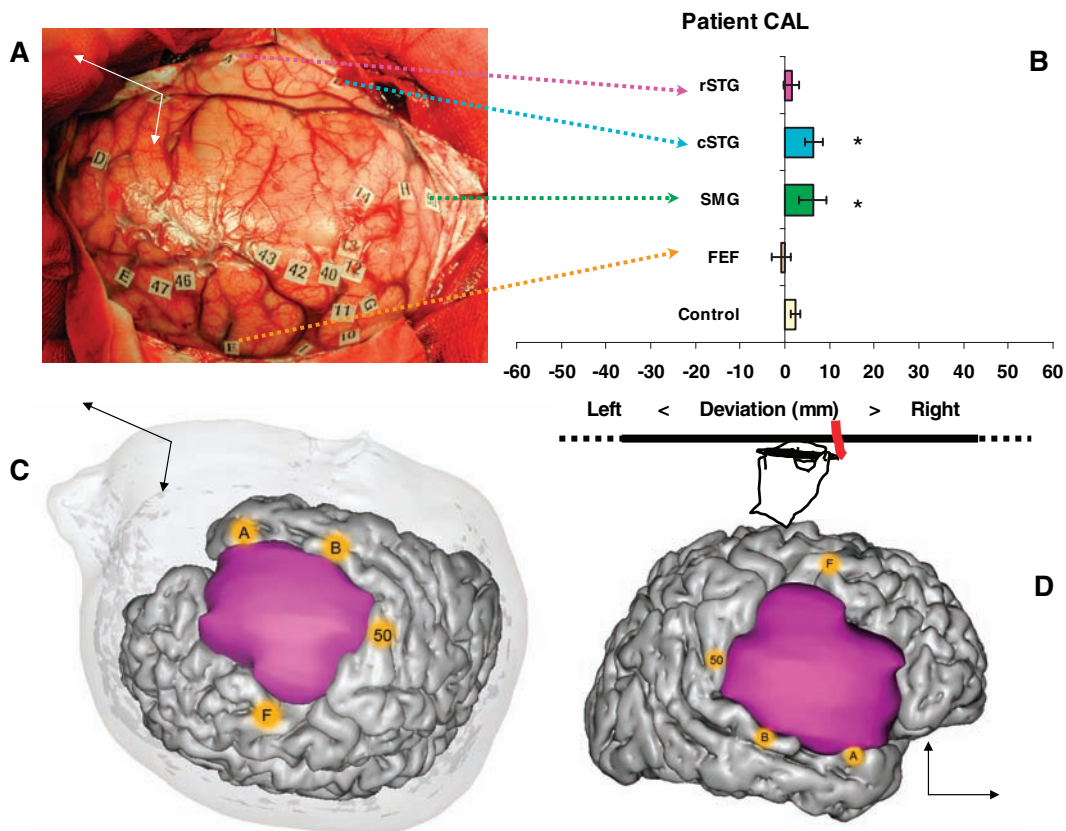 Patient CAL
A
B
rSTG
cSTG
*
SMG
*
FEF
Control
-60 -50 -40 -30 -20 -10 0 10 20 30 40 50 60
Left < Deviation (mm) > Right
A
D
14
H
13
43
42
40
12
E
47
46
11
G
10
F
C
A
B
50
F
D
F
50
B
A